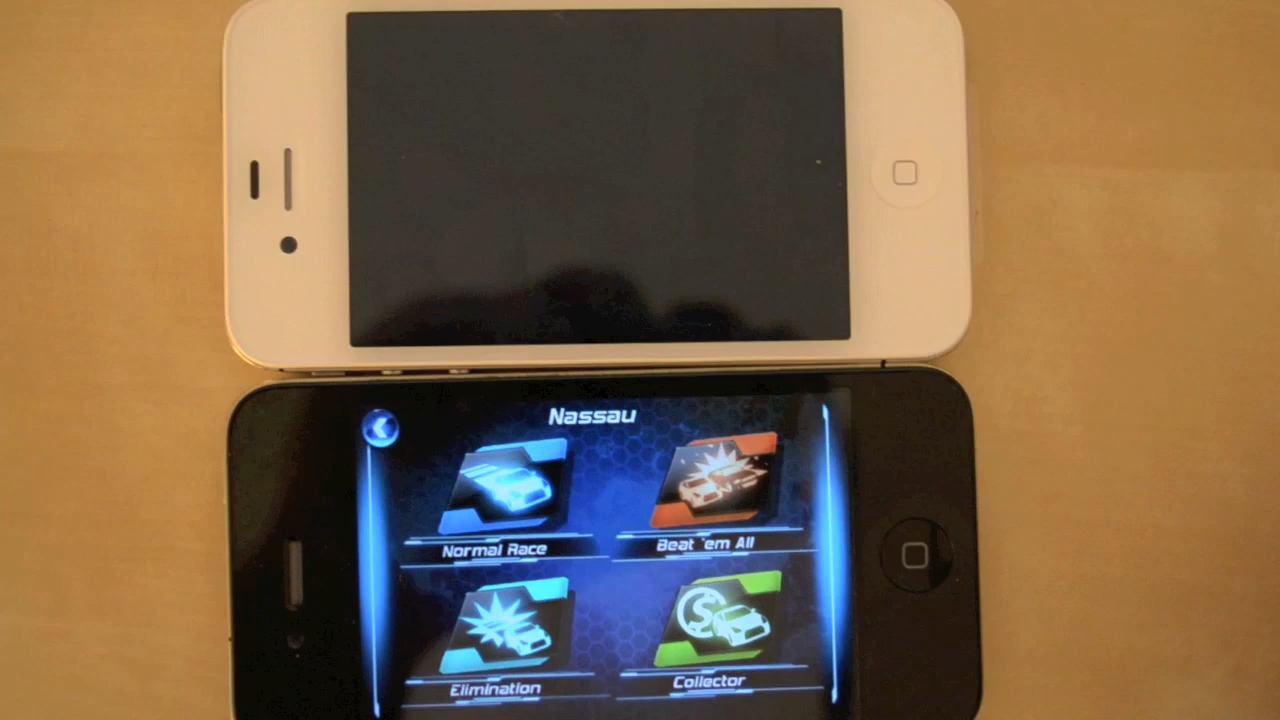 Nassau
Normal Race
Beat 'em All
Elimination
Collector